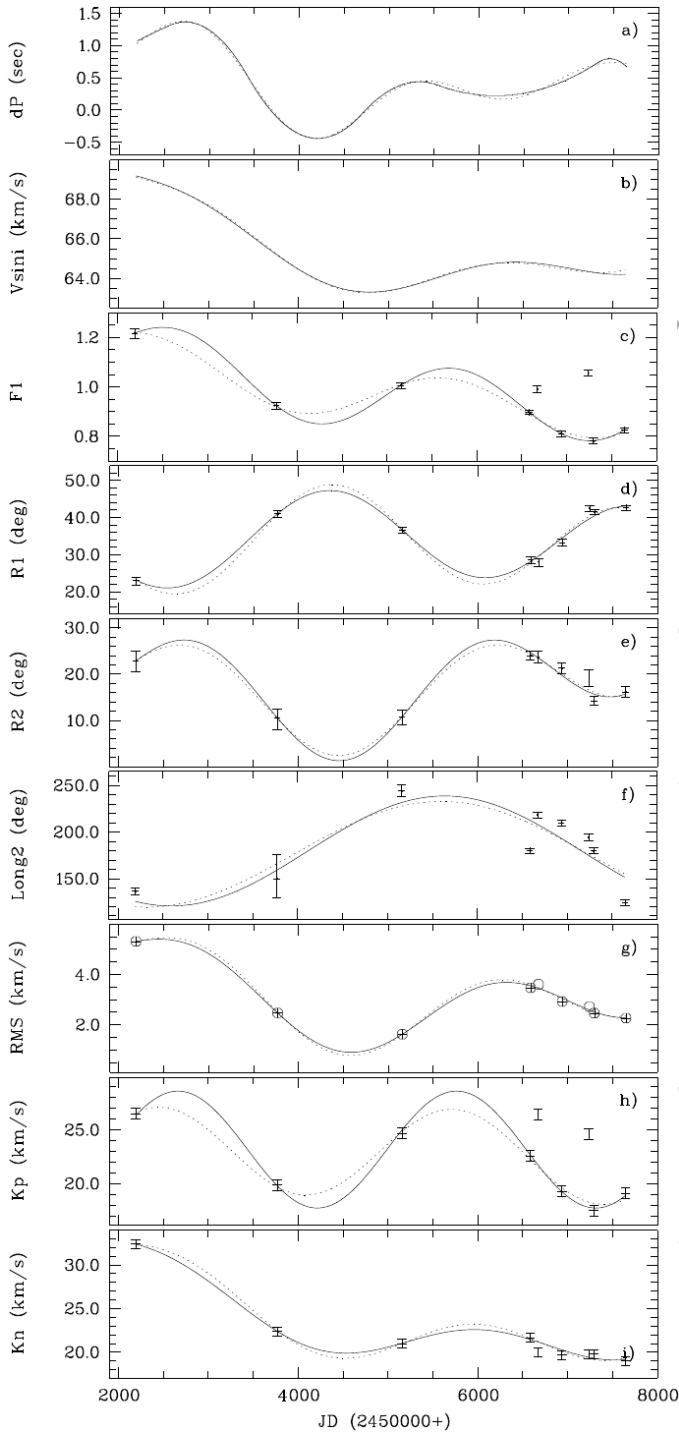 1.5
1.0
0.5
0.0
−0.5
dP (sec)
a)
68.0
66.0
64.0
Vsini (km/s)
b)
1.2
1.0
0.8
F1
c)
50.0
40.0
30.0
20.0
R1 (deg)
d)
30.0
20.0
10.0
R2 (deg)
e)
250.0
200.0
150.0
Long2 (deg)
f)
4.0
2.0
RMS (km/s)
g)
25.0
20.0
Kp (km/s)
h)
30.0
25.0
20.0
Kn (km/s)
i)
2000 4000 6000 8000
JD (2450000+)